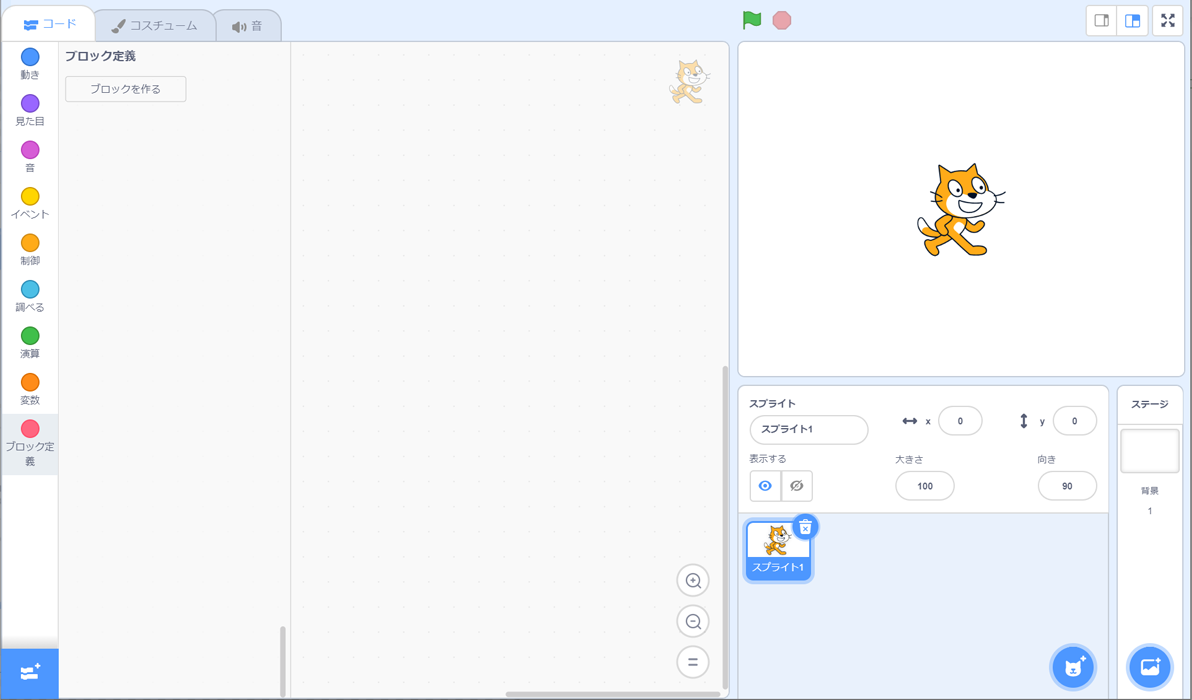 コード
コスチューム
音
動き
見た目
音
イベント
制御
調べる
演算
変数
ブロック定
義
ブロック定義
ブロックを作る
スプライト
スプライト1
x
0
y
0
表示する
大きさ
100
向き
90
スプライト1
ステージ
背景
1